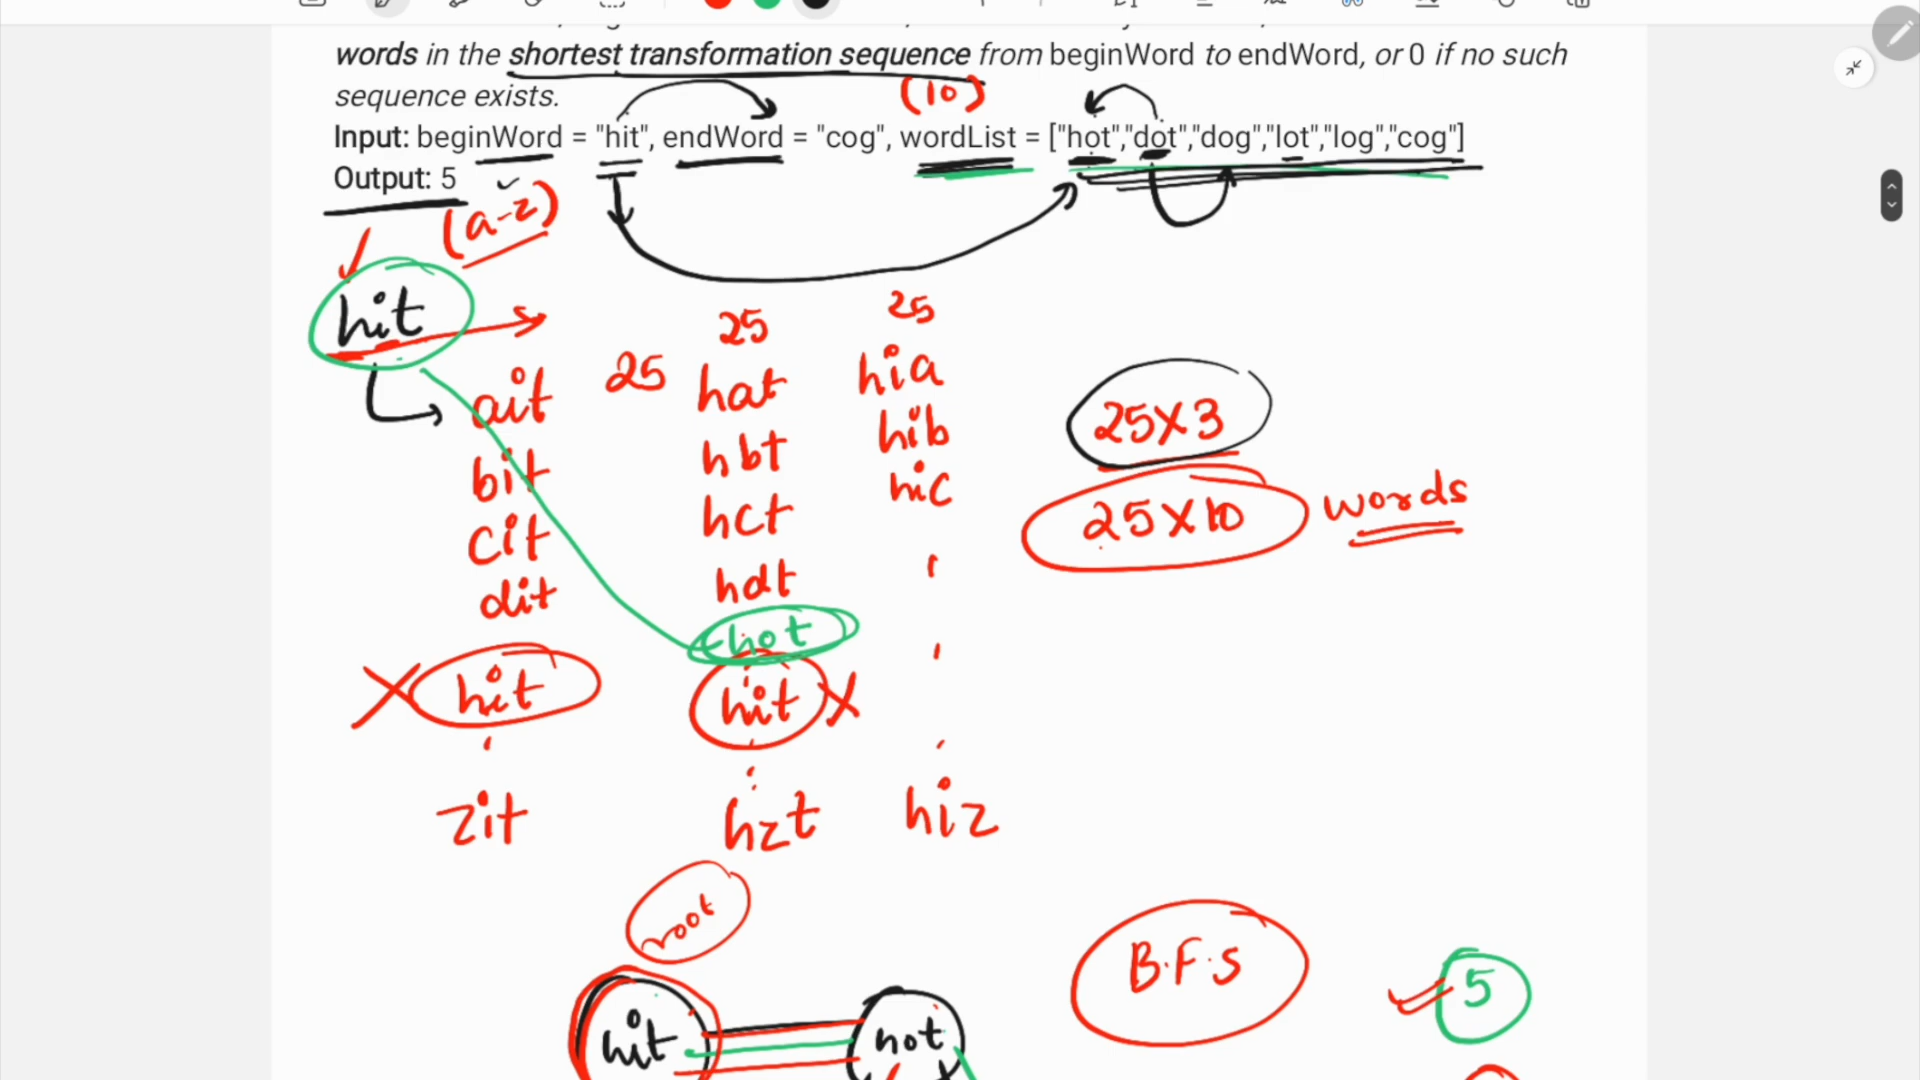 words in the shortest transformation sequence from beginWord to endWord, or 0 if no such
sequence exists.
(10)
Input: beginWord = "hit", endWord = "cog", wordList = ["hot","dot","dog","lot","log","cog"]
Output: 5
(a-z)
hit
25
25
25
ait
hat
hia
bit
hbt
hib
25X3
cit
hct
hic
25X10 words
dit
hdt
hot
X hit
hit X
zit
hzt
hiz
root
B.F.S
5
hit
hot